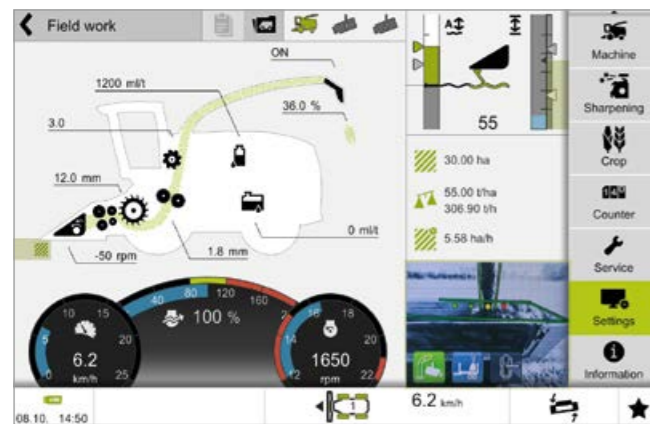 Field work
ON
1200 ml/t
36.0 %
3.0
12.0 mm
0 ml/t
-50 rpm
1.8 mm
A
55
30.00 ha
55.00 t/ha
306.90 t/h
5.58 ha/h
40 80 120 160
100 %
0 5 10 15 20 25
6.2
km/h
12 14 16 18 20 22
1650
rpm
Machine
Sharpening
Crop
Counter
Service
Settings
Information
08.10. 14:50
6.2 km/h